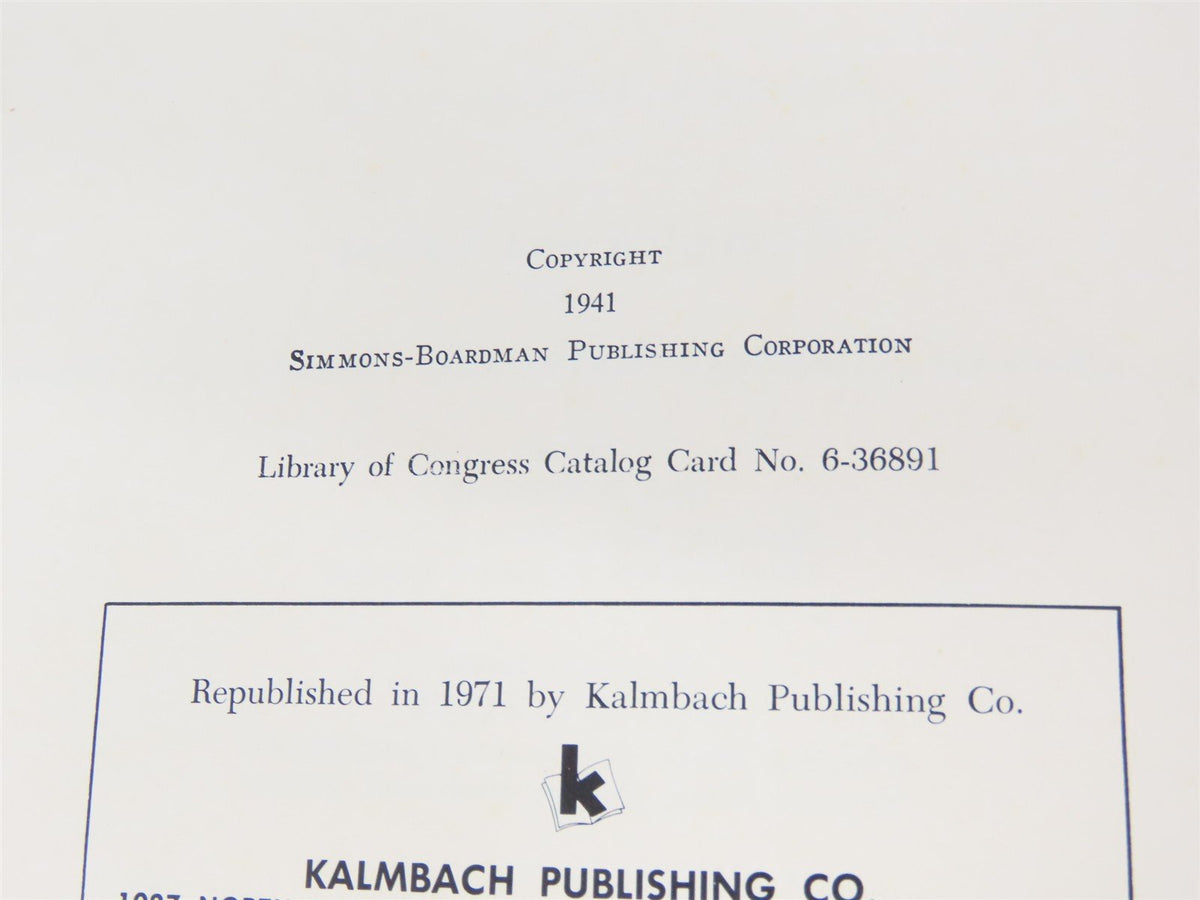 COPYRIGHT
1941
SIMMONS-BOARDMAN PUBLISHING CORPORATION
Library of Congress Catalog Card No. 6-36891
Republished in 1971 by Kalmbach Publishing Co.
k
KALMBACH PUBLISHING CO.